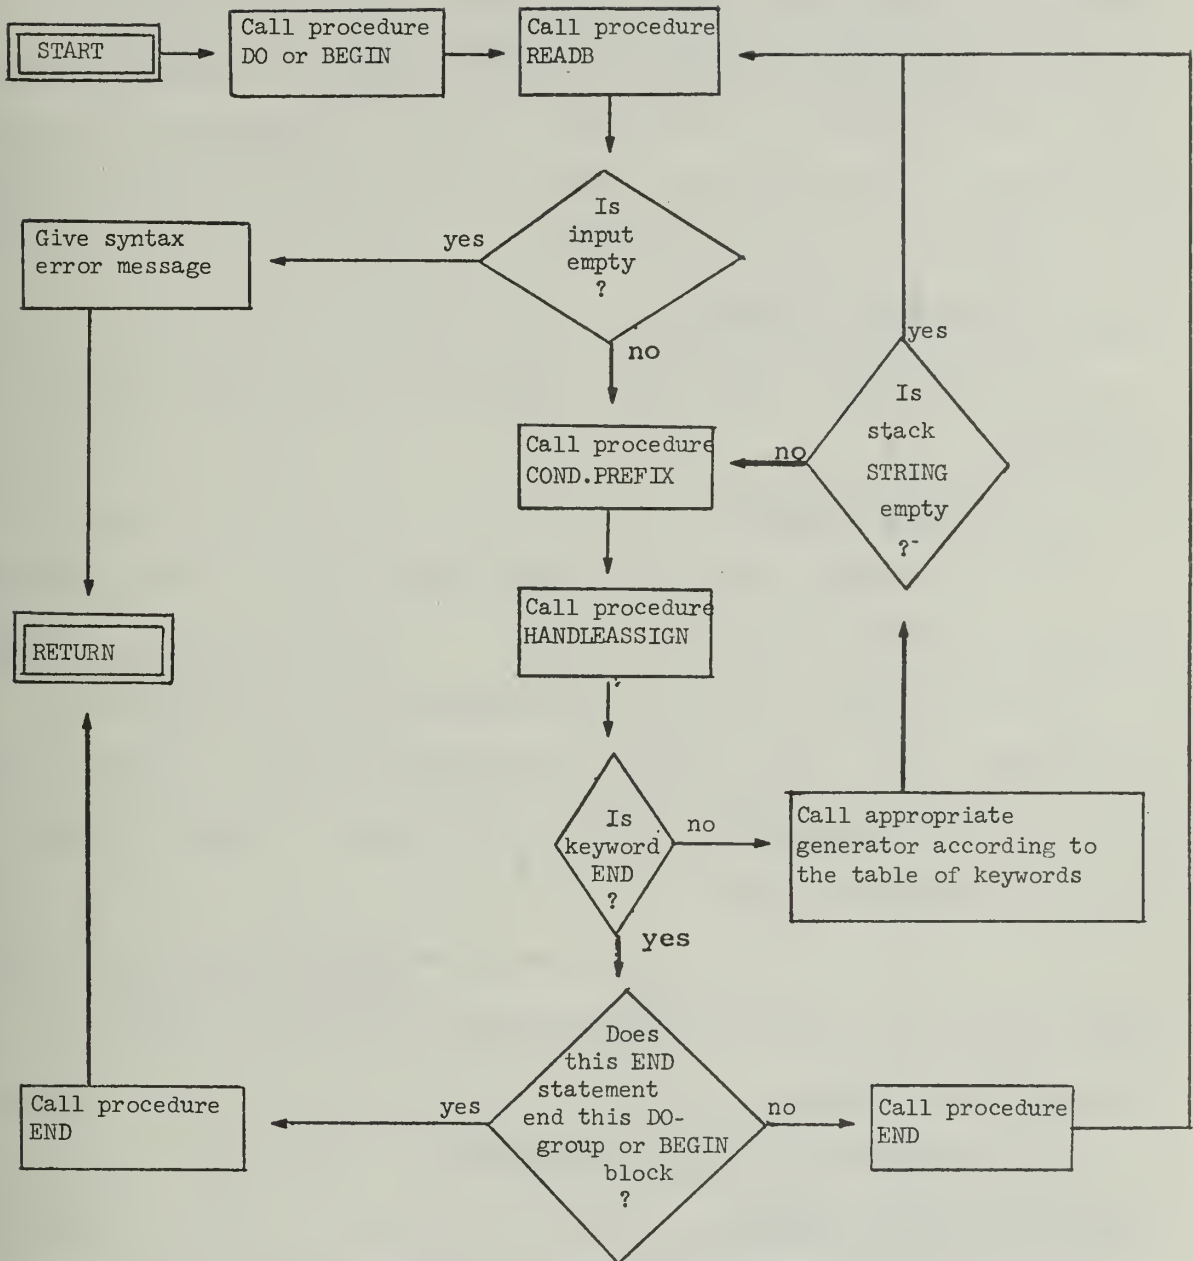 START
Call procedure
DO or BEGIN
Call procedure
READB
Is
input
empty
?
yes
no
Give syntax
error message
RETURN
Call procedure
COND.PREFIX
Call procedure
HANDLEASSIGN
Is
keyword
END
?
no
yes
Call appropriate
generator according to
the table of keywords
Is
stack
STRING
empty
?
yes
no
Does
this END
statement
end this DO-
group or BEGIN
block
?
yes
no
Call procedure
END
Call procedure
END